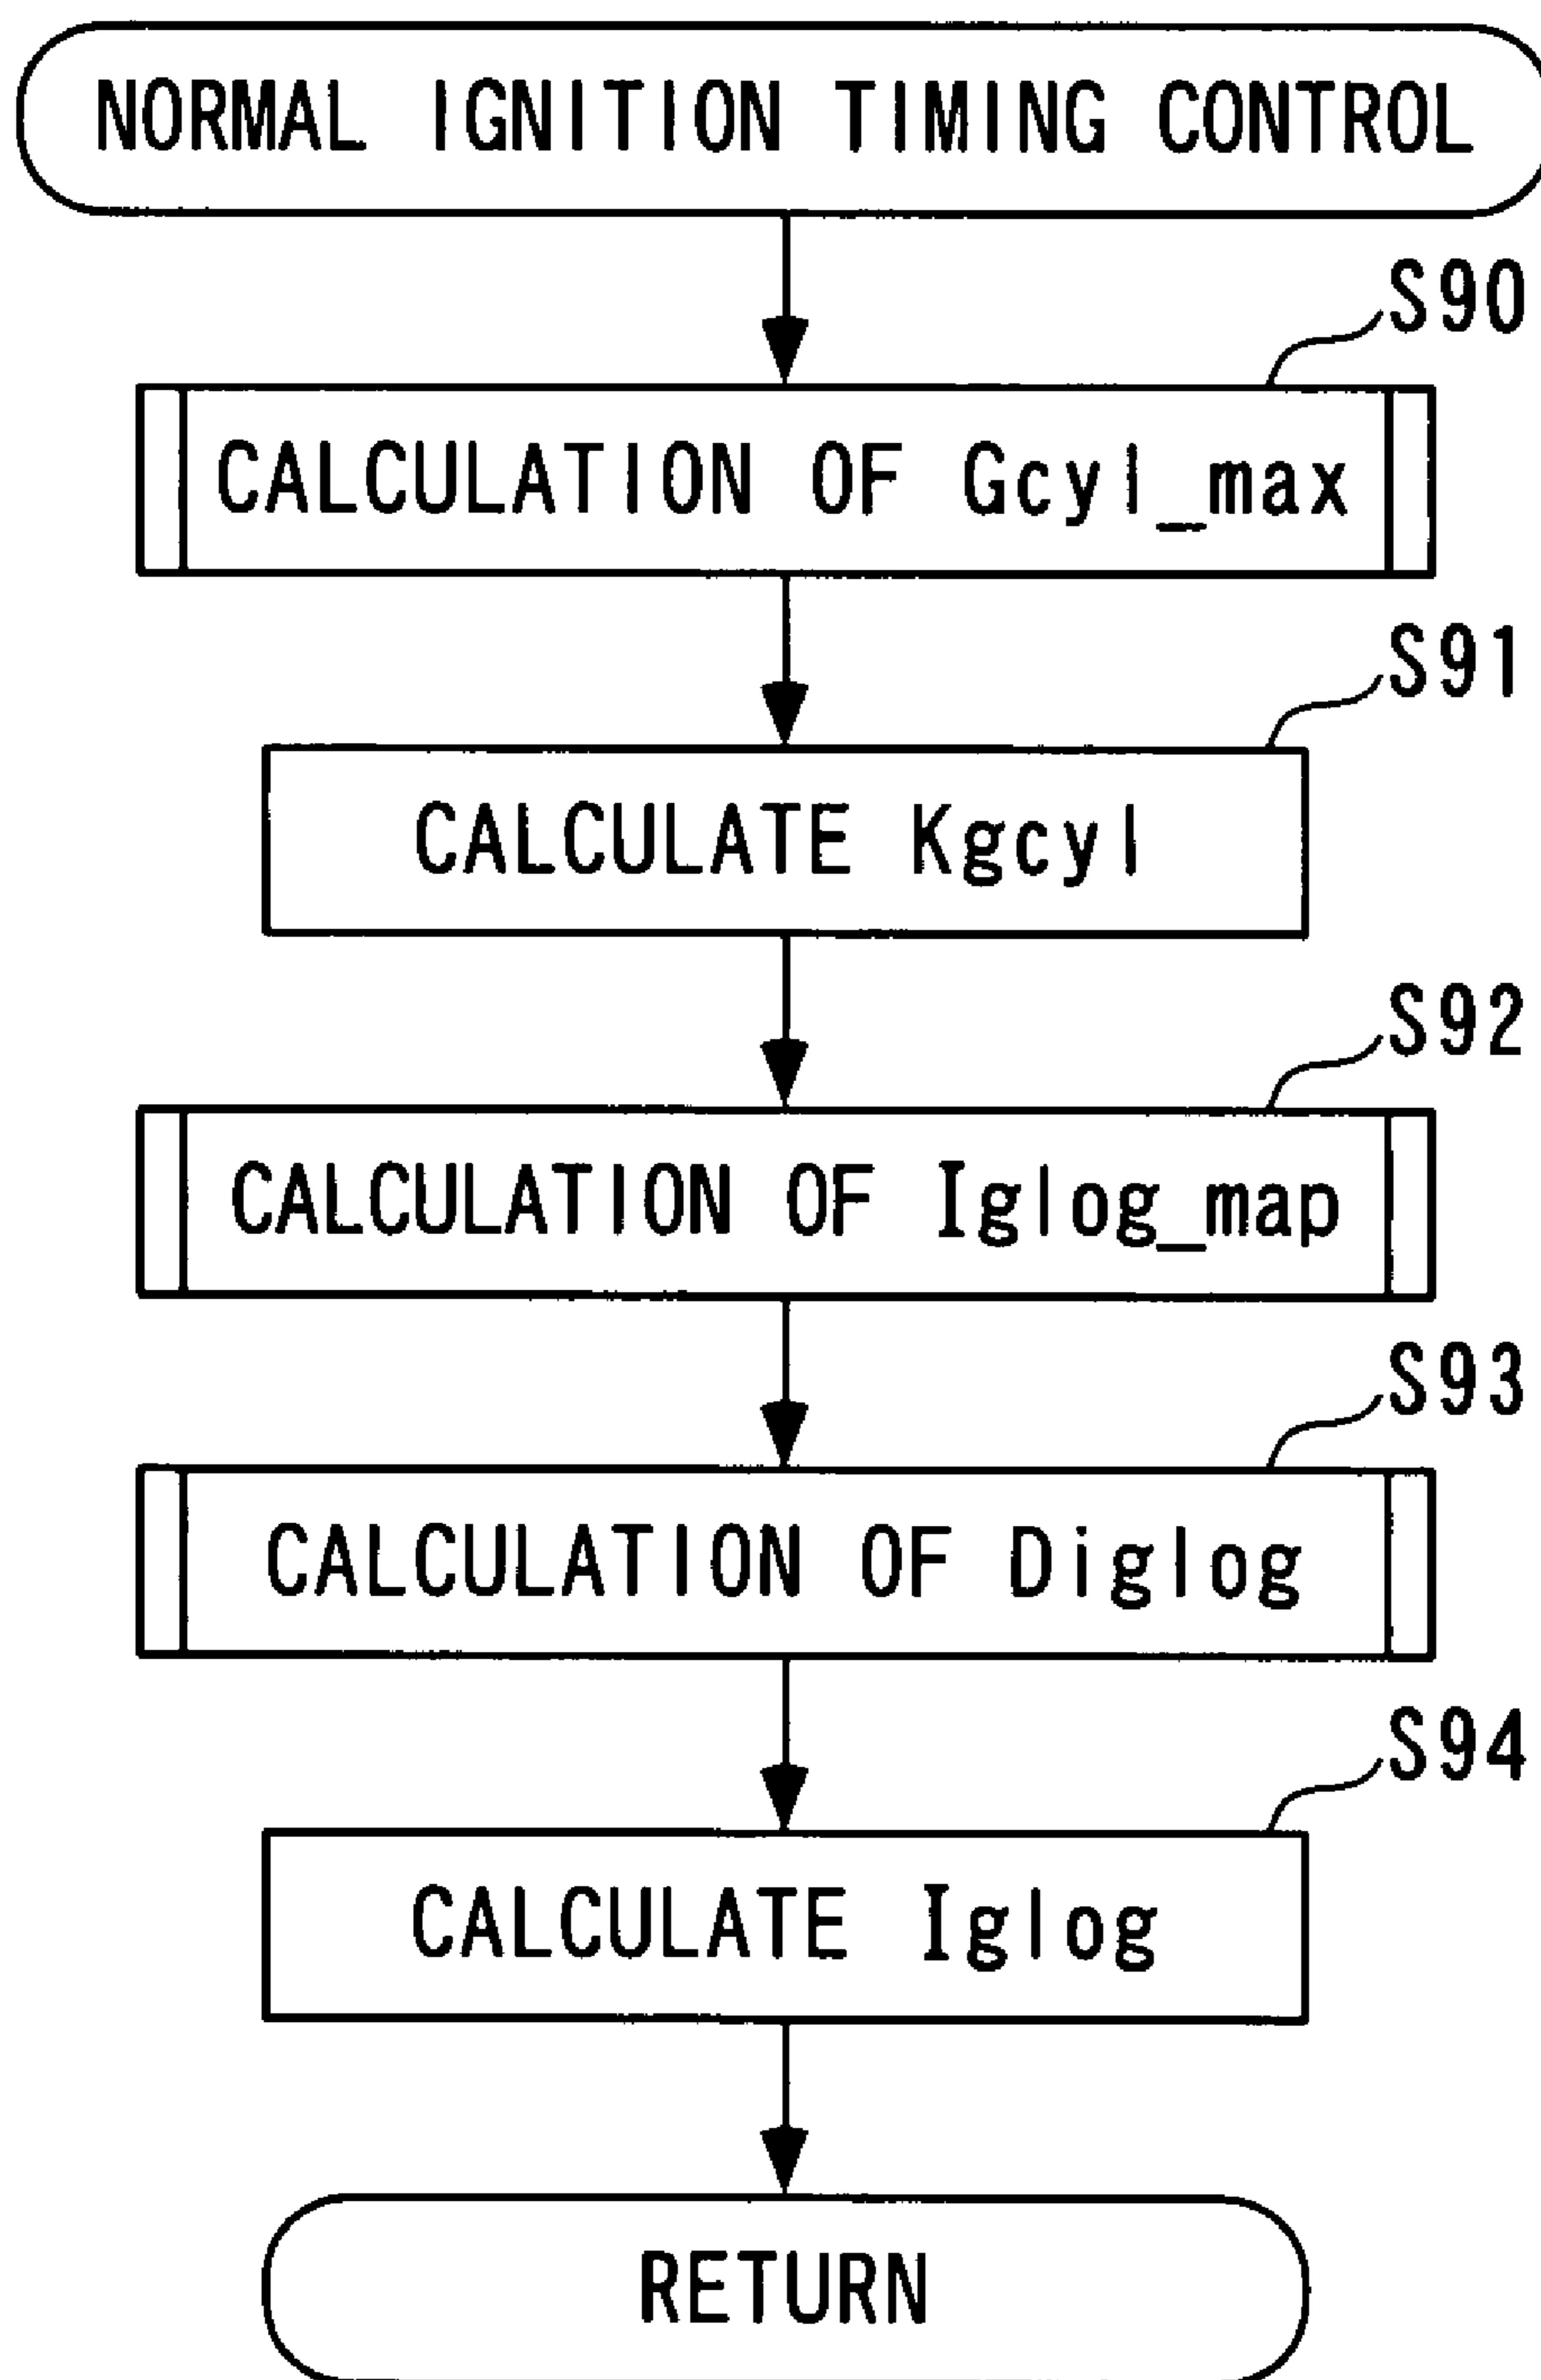 NORMAL IGNITION TIMING CONTROL
S90
CALCULATION OF Gcyl_max
S91
CALCULATE Kgcyl
S92
CALCULATION OF Iglog_map
S93
CALCULATION OF Diglog
S94
CALCULATE Iglog
RETURN